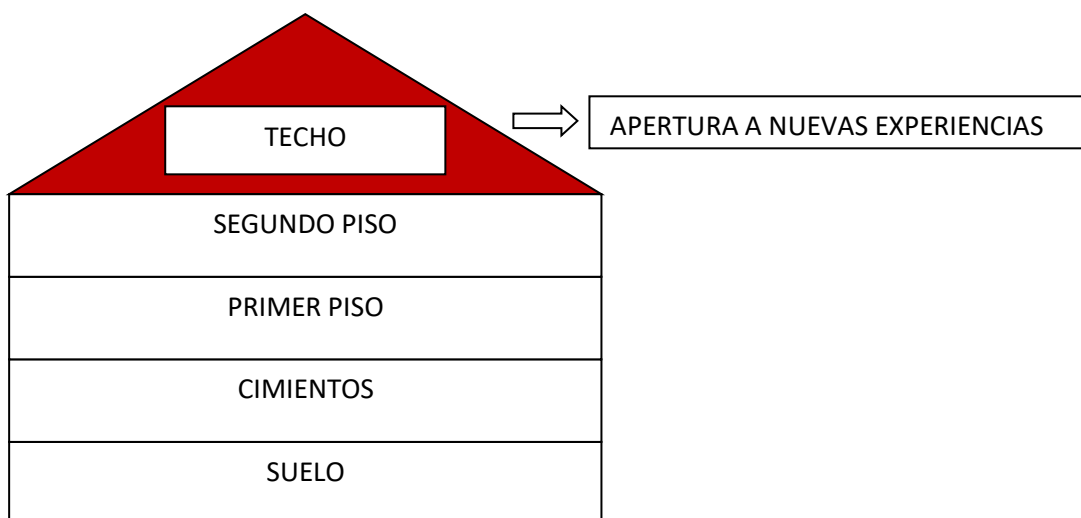 TECHO
APERTURA A NUEVAS EXPERIENCIAS
SEGUNDO PISO
PRIMER PISO
CIMIENTOS
SUELO